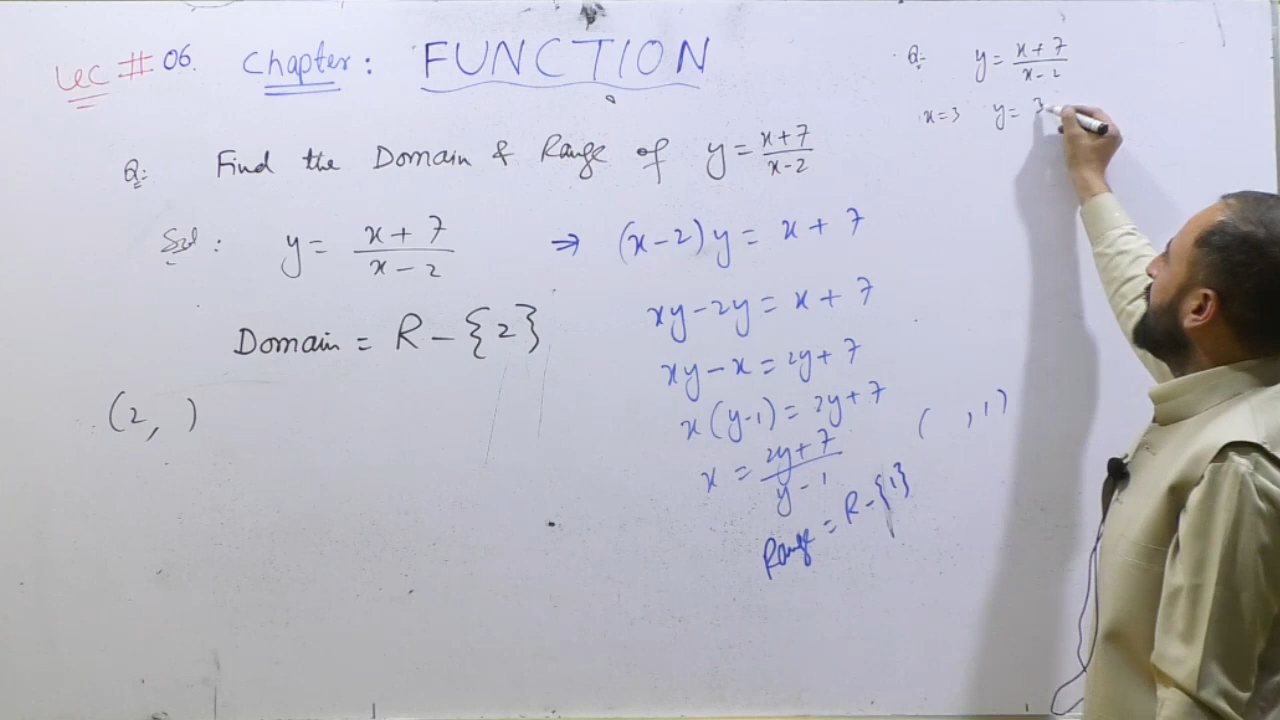 Lec # 06. Chapter: FUNCTION
Q: Find the Domain & Range of y = x+7/x-2
Sol: y = x+7/x-2 ⇒ (x-2)y = x+7
xy-2y = x+7
Domain = R-{2}
xy-x = 2y+7
x(y-1) = 2y+7
(2, )
x = 2y+7/y-1
Range = R-{1}
( ,1)
Q: y = x+7/x-2
x=3 y= 3